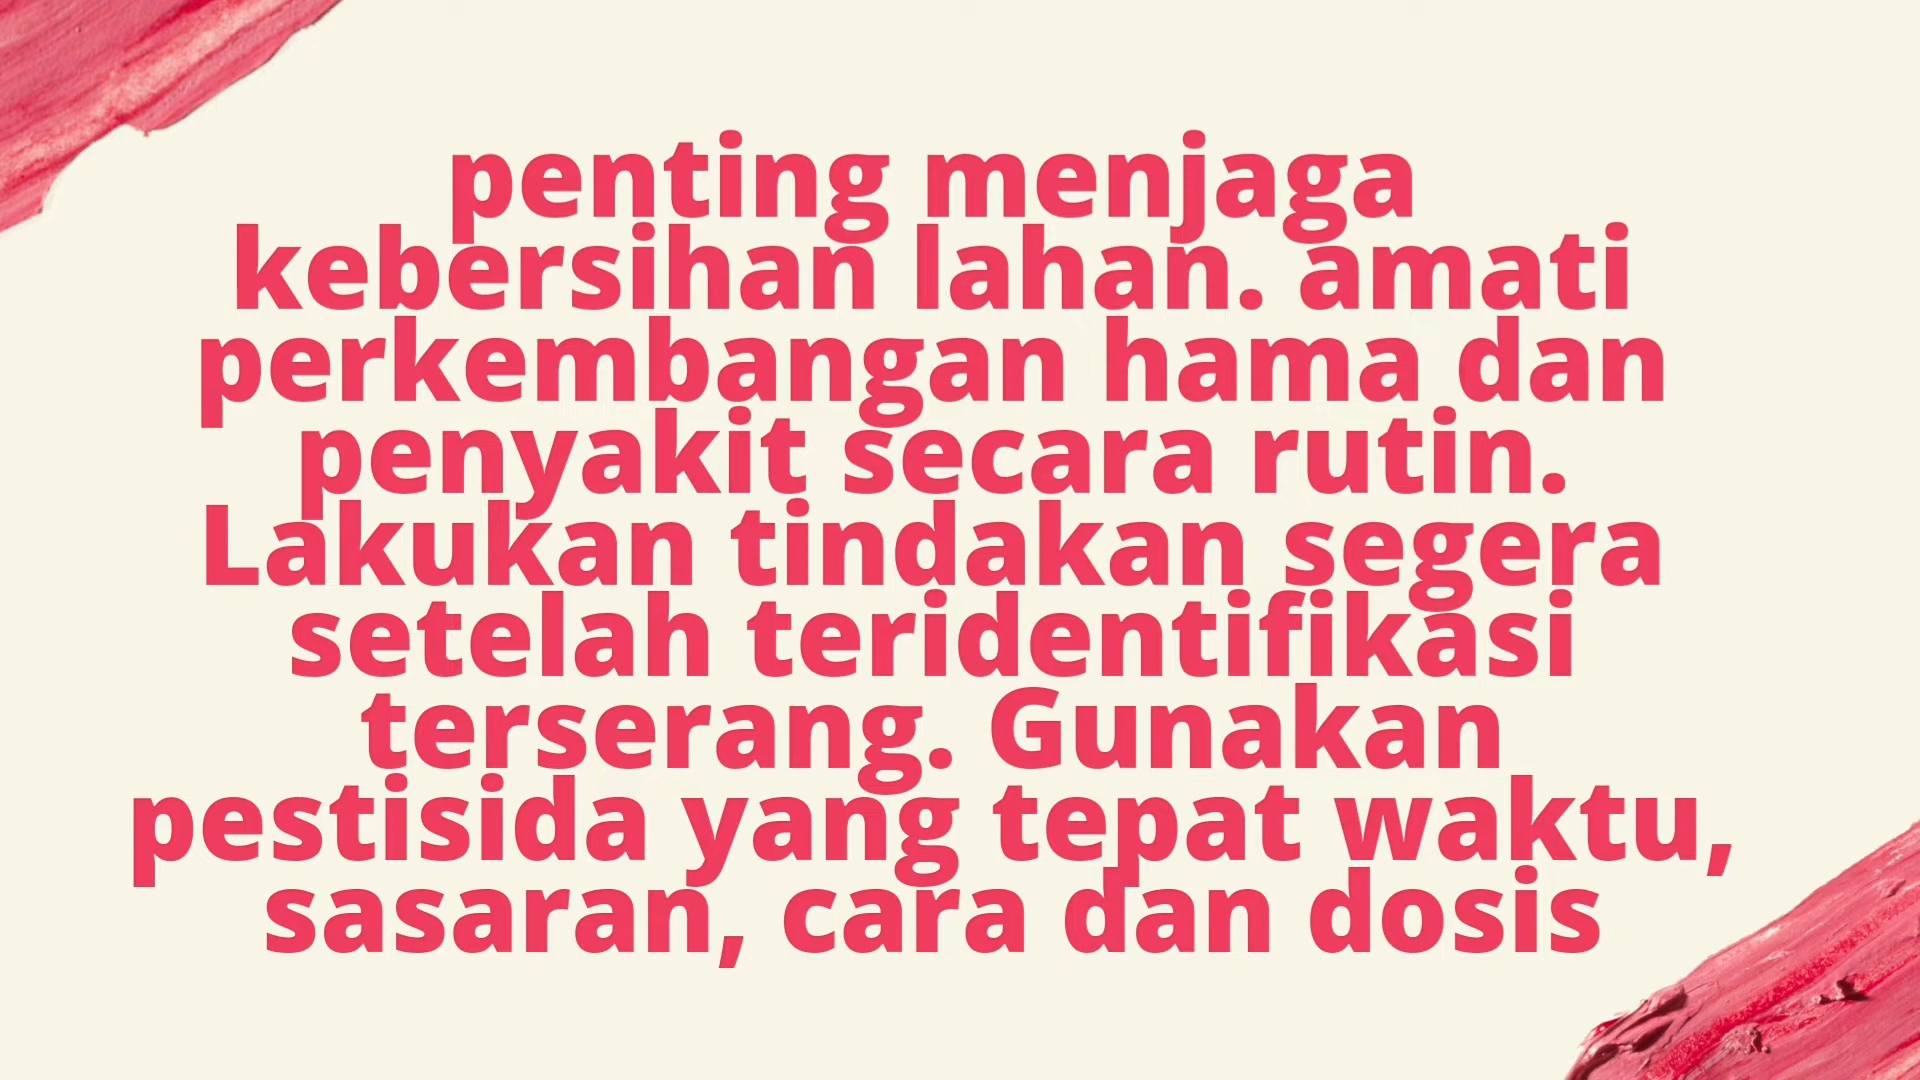 penting menjaga
kebersihan lahan. amati
perkembangan hama dan
penyakit secara rutin.
Lakukan tindakan segera
setelah teridentifikasi
terserang. Gunakan
pestisida yang tepat waktu,
sasaran, cara dan dosis